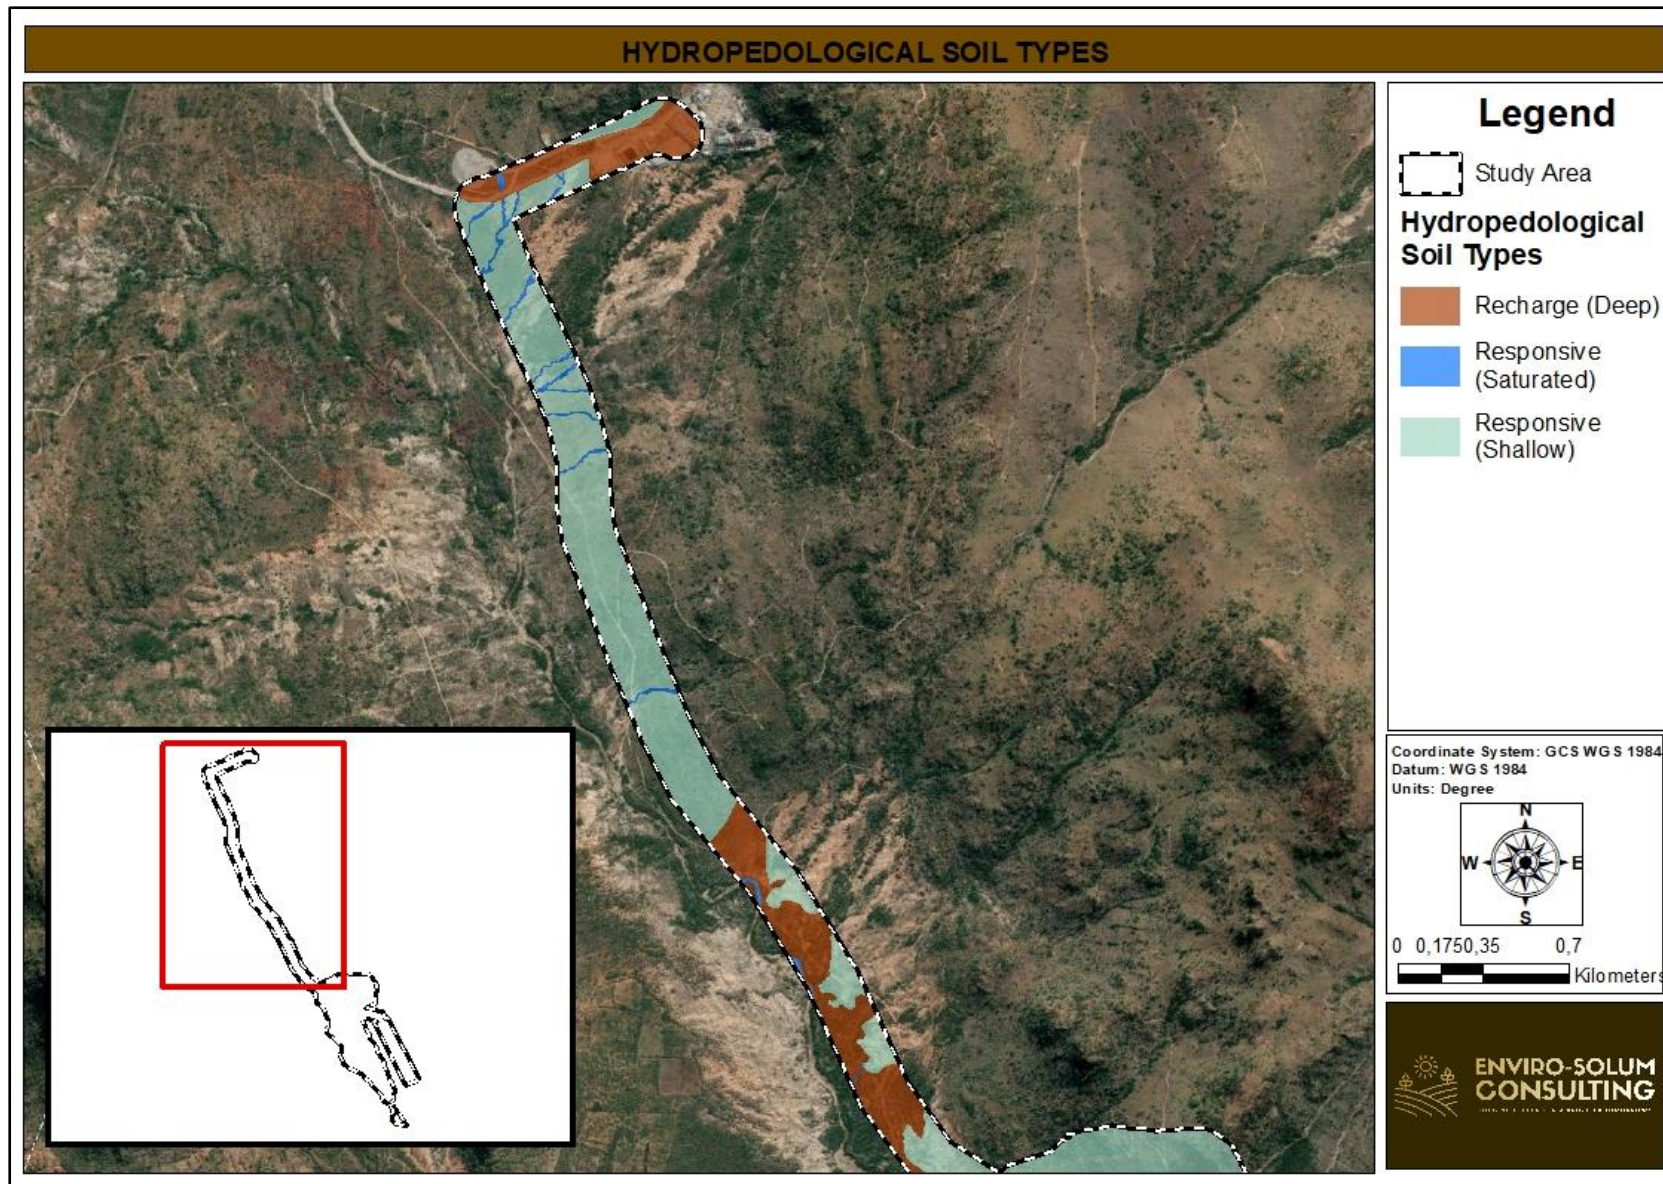 HYDROPEDOLOGICAL SOIL TYPES
Legend
Study Area
Hydropedological
Soil Types
Recharge (Deep)
Responsive
(Saturated)
Responsive
(Shallow)
Coordinate System: GCS WGS 1984
Datum: WGS 1984
Units: Degree
N
W E
S
0 0,1750,35 0,7
Kilometers
ENVIRO-SOLUM
CONSULTING